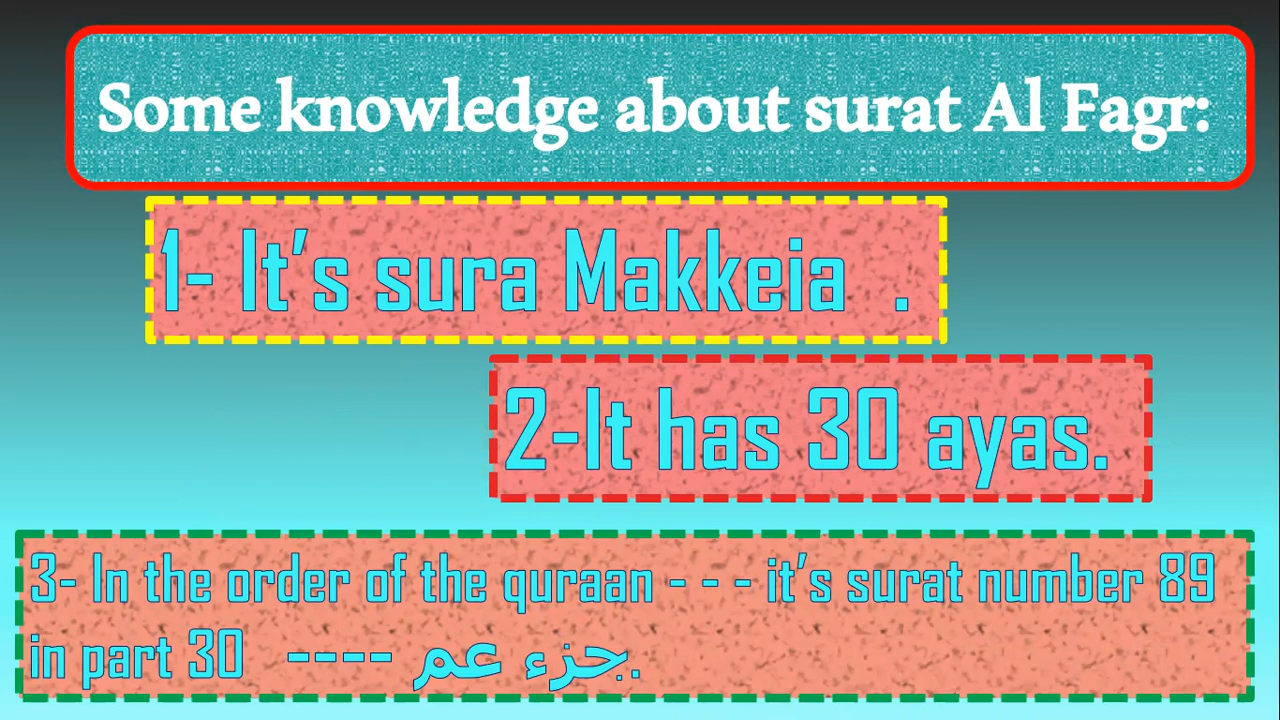 Some knowledge about surat Al Fagr:
1- It’s sura Makkeia .
2-It has 30 ayas.
3- In the order of the quraan - - - it’s surat number 89
in part 30 ---- جزء عم.